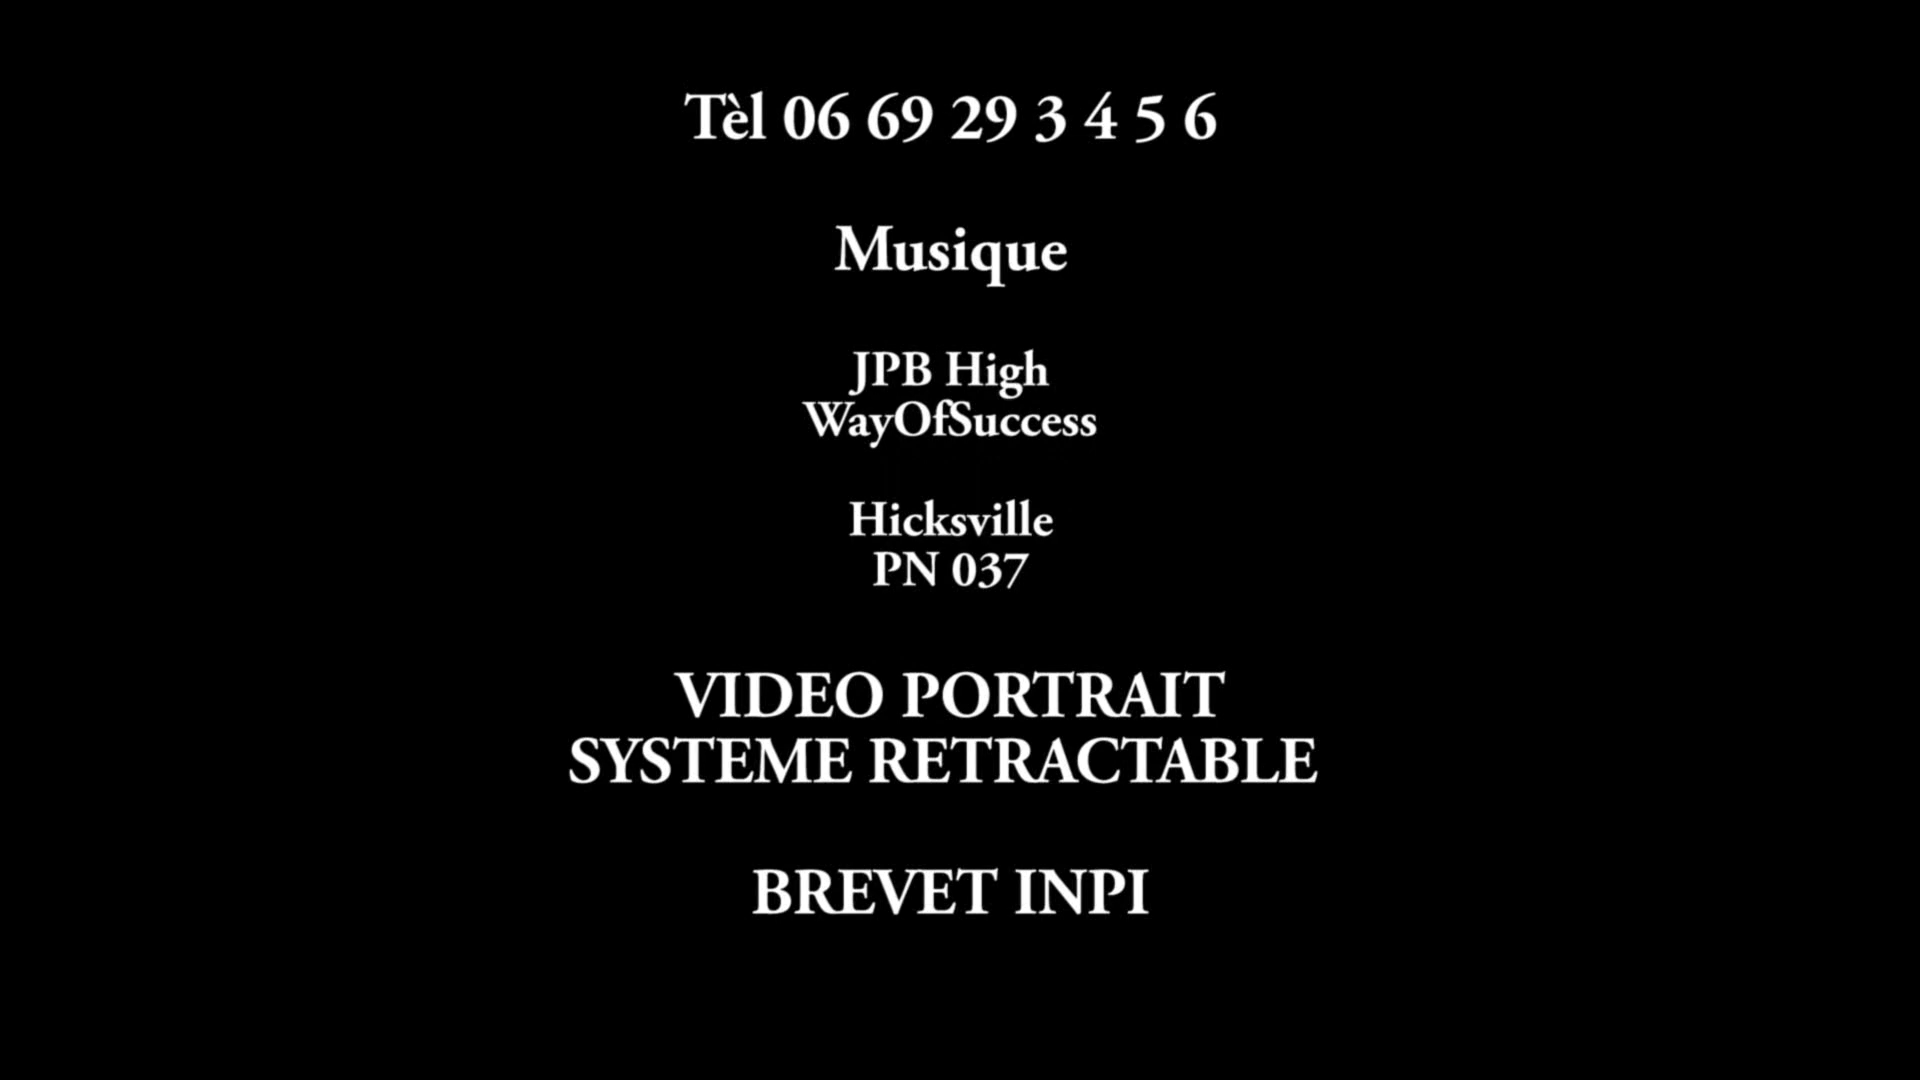 Tèl 06 69 29 3 4 5 6
Musique
JPB High
WayOfSuccess
Hicksville
PN 037
VIDEO PORTRAIT
SYSTEME RETRACTABLE
BREVET INPI